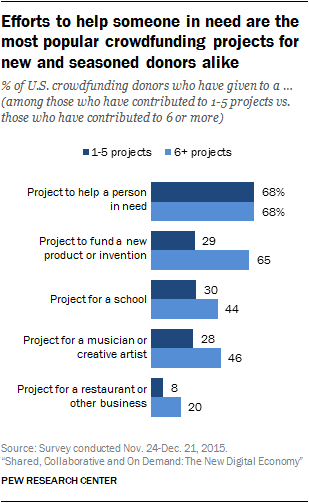 Efforts to help someone in need are the
most popular crowdfunding projects for
new and seasoned donors alike
% of U.S. crowdfunding donors who have given to a ...
(among those who have contributed to 1-5 projects vs.
those who have contributed to 6 or more)
1-5 projects 6+ projects
Project to help a person
in need
68%
68%
Project to fund a new
product or invention
29
65
Project for a school
30
44
Project for a musician or
creative artist
28
46
Project for a restaurant or
other business
8
20
Source: Survey conducted Nov. 24-Dec. 21, 2015.
“Shared, Collaborative and On Demand: The New Digital Economy”
PEW RESEARCH CENTER